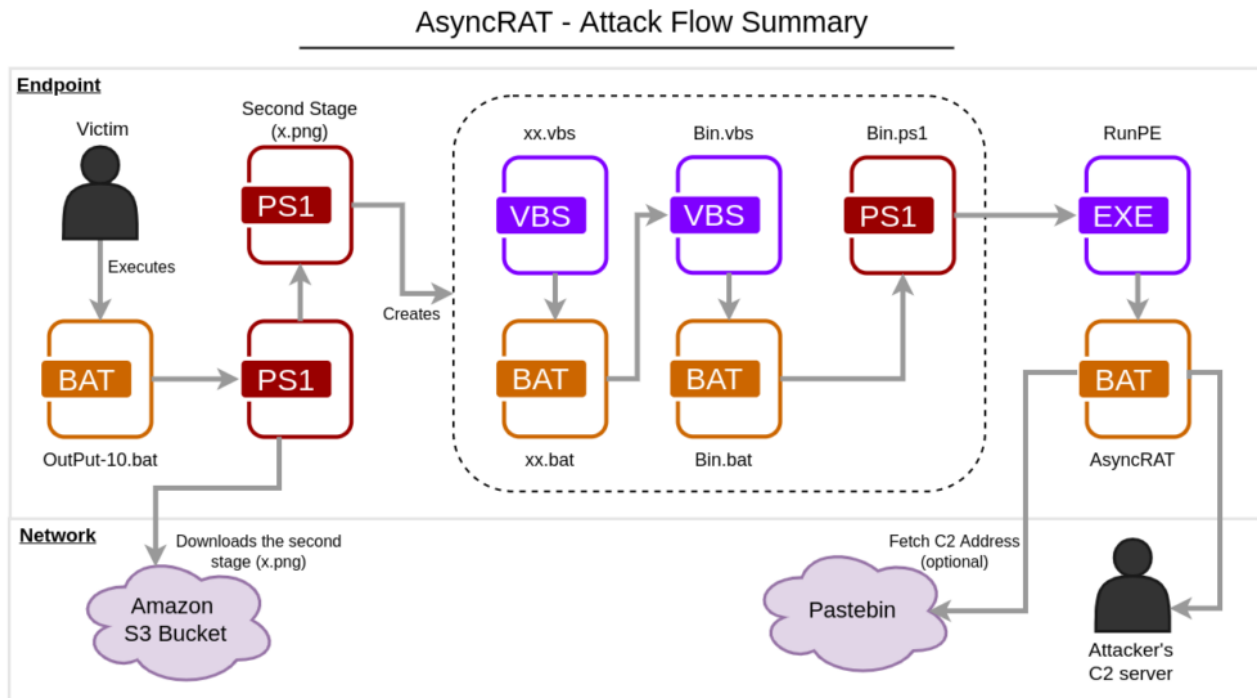 AsyncRAT - Attack Flow Summary
Endpoint
Victim
Executes
BAT
OutPut-10.bat
Second Stage
(x.png)
PS1
PS1
Creates
xx.vbs
VBS
BAT
xx.bat
Bin.vbs
VBS
BAT
Bin.bat
Bin.ps1
PS1
RunPE
EXE
BAT
AsyncRAT
Network
Downloads the second
stage (x.png)
Amazon
S3 Bucket
Fetch C2 Address
(optional)
Pastebin
Attacker's
C2 server